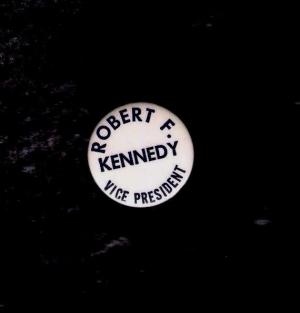 ROBERT F.
KENNEDY
VICE PRESIDENT